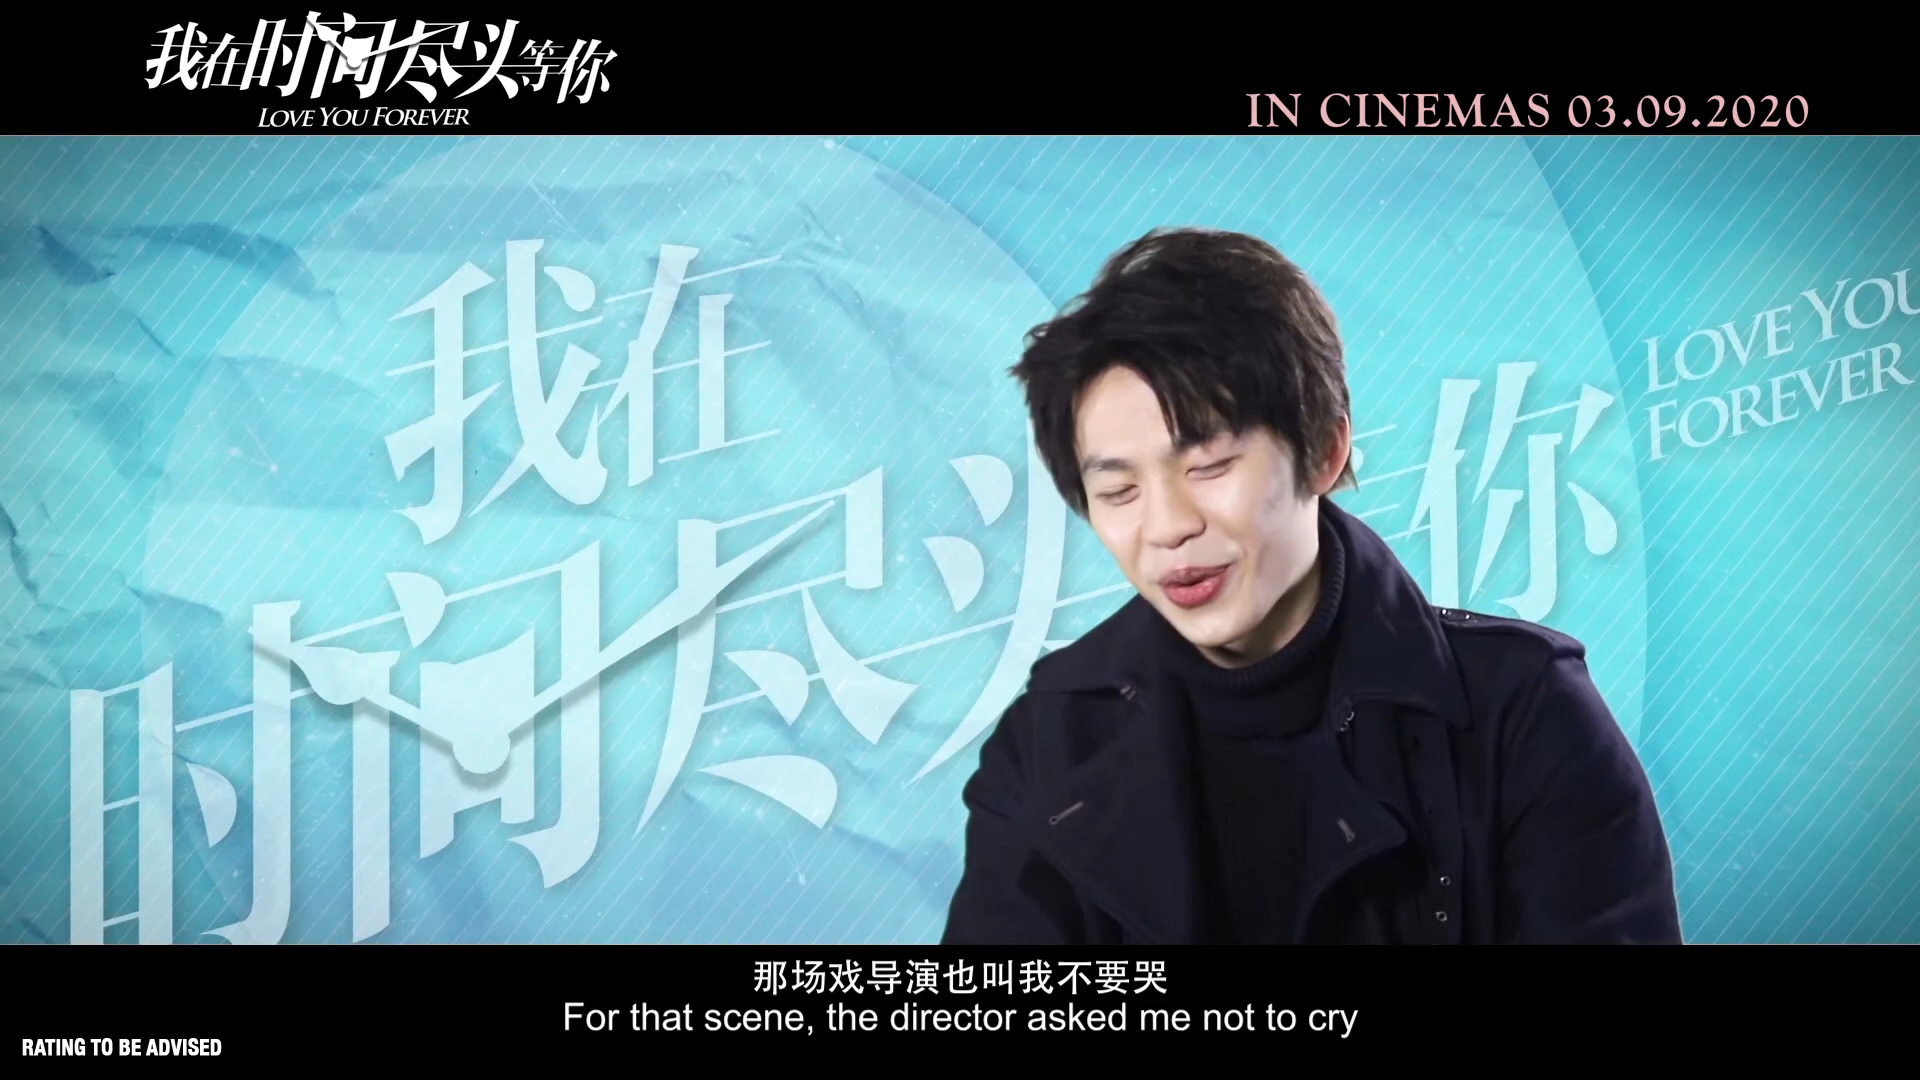 我在时间尽头等你
LOVE YOU FOREVER
IN CINEMAS 03.09.2020
我在
时间尽头
等你
LOVE YOU
FOREVER
那场戏导演也叫我不要哭
For that scene, the director asked me not to cry
RATING TO BE ADVISED